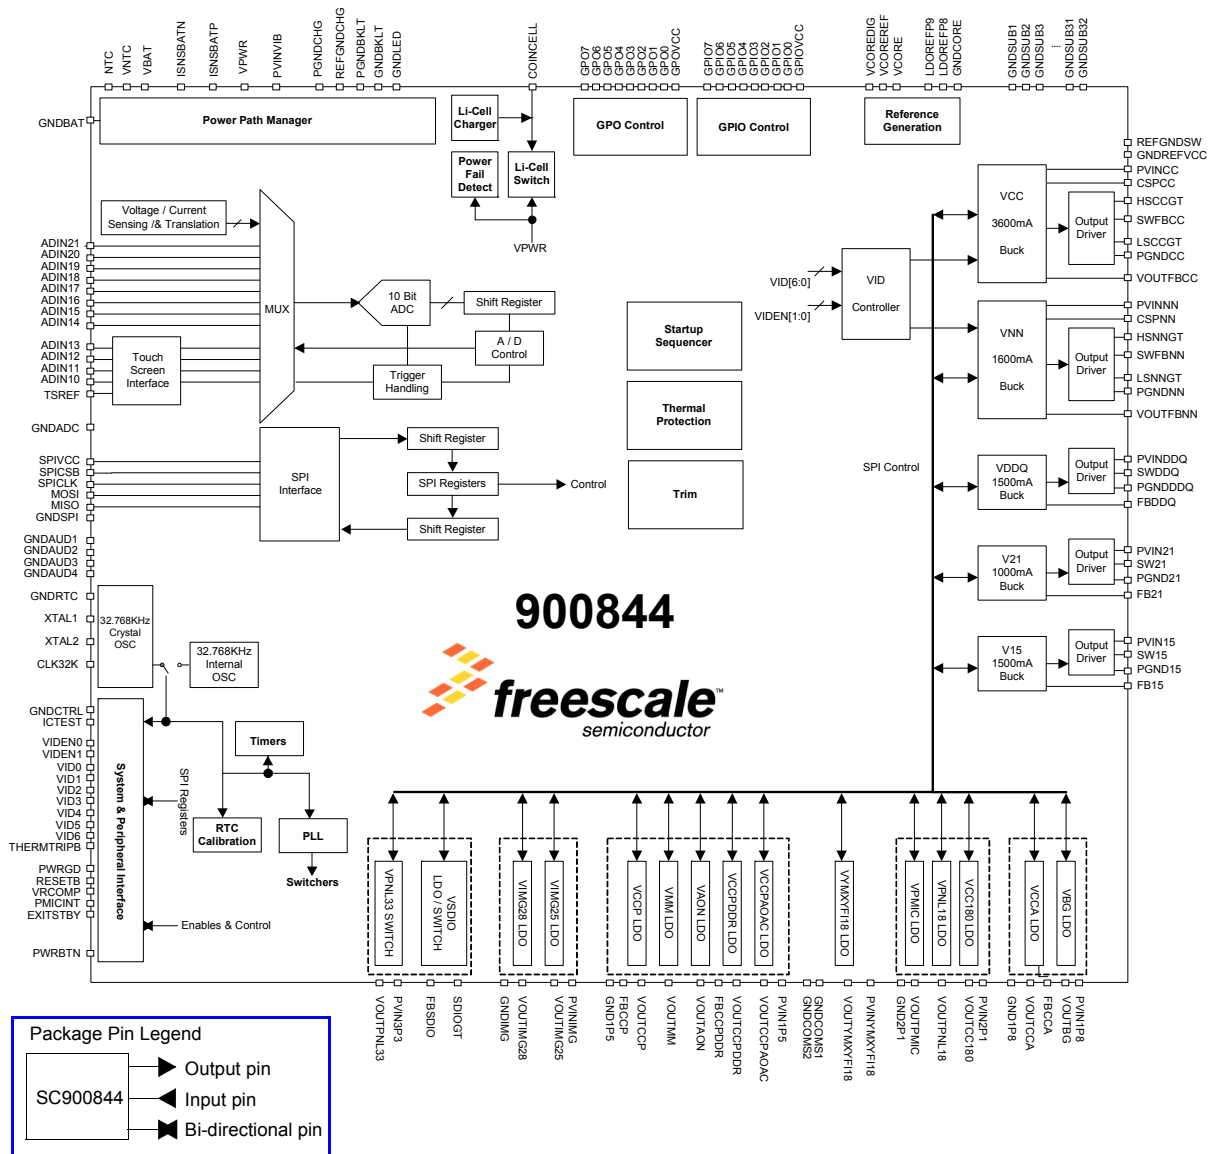 NTC
VNTC
VBAT
ISNSBATN
ISNSBATP
VPWR
PVINVIB
PGNDCHG
REFGNDCHG
PGNDBKLT
GNDBKLT
GNDLED
COINCELL
GPO7
GPO6
GPO5
GPO4
GPO3
GPO2
GPO1
GPO0
GPOVCC
GPIO7
GPIO6
GPIO5
GPIO4
GPIO3
GPIO2
GPIO1
GPIO0
GPIOVCC
VCOREDIG
VCOREREF
VCORE
LDOREFP9
LDOREFP8
GNDCORE
GNDSUB1
GNDSUB2
GNDSUB3
....
GNDSUB31
GNDSUB32
GNDBAT
Power Path Manager
Li-Cell
Charger
Power
Fail
Detect
Li-Cell
Switch
VPWR
GPO Control
GPIO Control
Reference
Generation
REFGNDSW
GNDREFVCC
PVINCC
CSPCC
HSCCGT
SWFBCC
LSCCGT
PGNDCC
VOUTFBCC
VCC
3600mA
Buck
Output
Driver
Voltage / Current
Sensing /& Translation
ADIN21
ADIN20
ADIN19
ADIN18
ADIN17
ADIN16
ADIN15
ADIN14
ADIN13
ADIN12
ADIN11
ADIN10
TSREF
Touch
Screen
Interface
MUX
10 Bit
ADC
Shift Register
A / D
Control
Trigger
Handling
VID[6:0]
VIDEN[1:0]
VID
Controller
Startup
Sequencer
Thermal
Protection
Trim
PVINNN
CSPNN
HSNNGT
SWFBNN
LSNNGT
PGNDNN
VOUTFBNN
VNN
1600mA
Buck
Output
Driver
GNDADC
SPIVCC
SPICSB
SPICLK
MOSI
MISO
GNDSPI
SPI
Interface
Shift Register
SPI Registers
Shift Register
Control
SPI Control
VDDQ
1500mA
Buck
Output
Driver
PVINDDQ
SWDDQ
PGNDDDQ
FBDDQ
GNDAUD1
GNDAUD2
GNDAUD3
GNDAUD4
V21
1000mA
Buck
Output
Driver
PVIN21
SW21
PGND21
FB21
GNDRTC
XTAL1
XTAL2
CLK32K
32.768KHz
Crystal
OSC
32.768KHz
Internal
OSC
900844
freescale™
semiconductor
V15
1500mA
Buck
Output
Driver
PVIN15
SW15
PGND15
FB15
GNDCTRL
ICTEST
VIDEN0
VIDEN1
VID0
VID1
VID2
VID3
VID4
VID5
VID6
THERMTRIPB
PWRGD
RESETB
VRCOMP
PMICINT
EXITSTBY
PWRBTN
System & Peripheral Interface
SPI
Registers
Enables & Control
Timers
RTC
Calibration
PLL
Switchers
VPNL33 SWITCH
VSDIO
LDO / SWITCH
VIMG28 LDO
VIMG25 LDO
VCCP LDO
VMM LDO
VAON LDO
VCCPDDR LDO
VCCPAOAC LDO
VYMXYFI18 LDO
VPMIC LDO
VPNL18 LDO
VCC180 LDO
VCCA LDO
VBG LDO
VOUTPNL33
PVIN3P3
FBSDIO
SDIOGT
GNDIMG
VOUTIMG28
VOUTIMG25
PVINIMG
GND1P5
FBCCP
VOUTCCP
VOUTMM
VOUTAON
FBCCPDDR
VOUTCCPDDR
VOUTCCPAOAC
PVIN1P5
GNDCOMS2
GNDCOMS1
VOUTYMXYFI18
PVINYMXYFI18
GND2P1
VOUTPMIC
VOUTPNL18
VOUTCC180
PVIN2P1
GND1P8
VOUTCCA
FBCCA
VOUTBG
PVIN1P8
Package Pin Legend
SC900844
Output pin
Input pin
Bi-directional pin